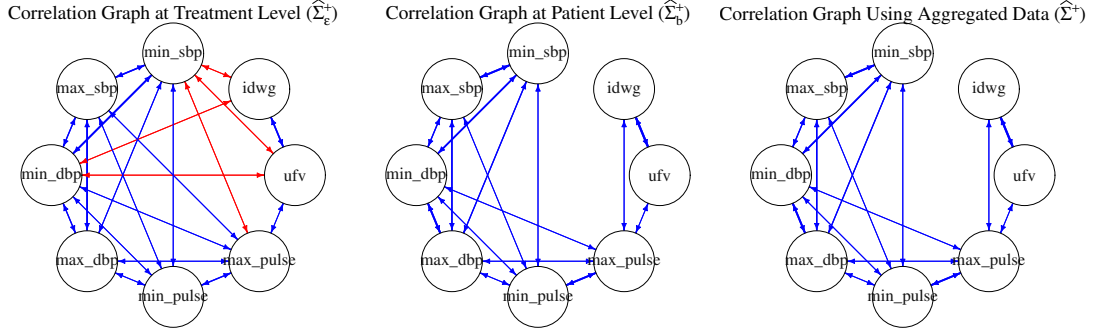 Correlation Graph at Treatment Level (Σ̂ε⁺)
min_sbp
max_sbp
idwg
min_dbp
ufv
max_dbp
max_pulse
min_pulse
Correlation Graph at Patient Level (Σ̂b⁺)
min_sbp
max_sbp
idwg
min_dbp
ufv
max_dbp
max_pulse
min_pulse
Correlation Graph Using Aggregated Data (Σ̂⁺)
min_sbp
max_sbp
idwg
min_dbp
ufv
max_dbp
max_pulse
min_pulse